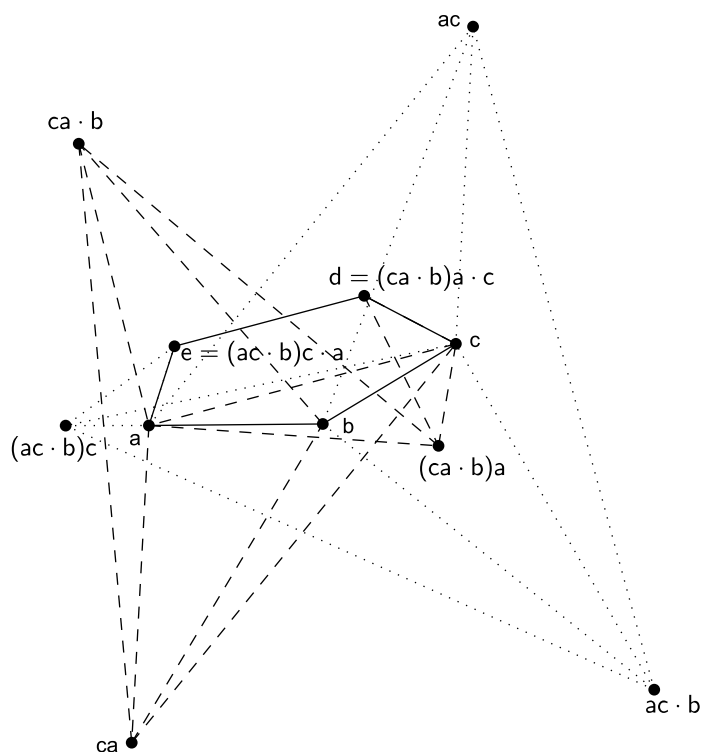 ac
ca · b
d = (ca · b)a · c
c
e = (ac · b)c · a
b
a
(ac · b)c
(ca · b)a
ac · b
ca